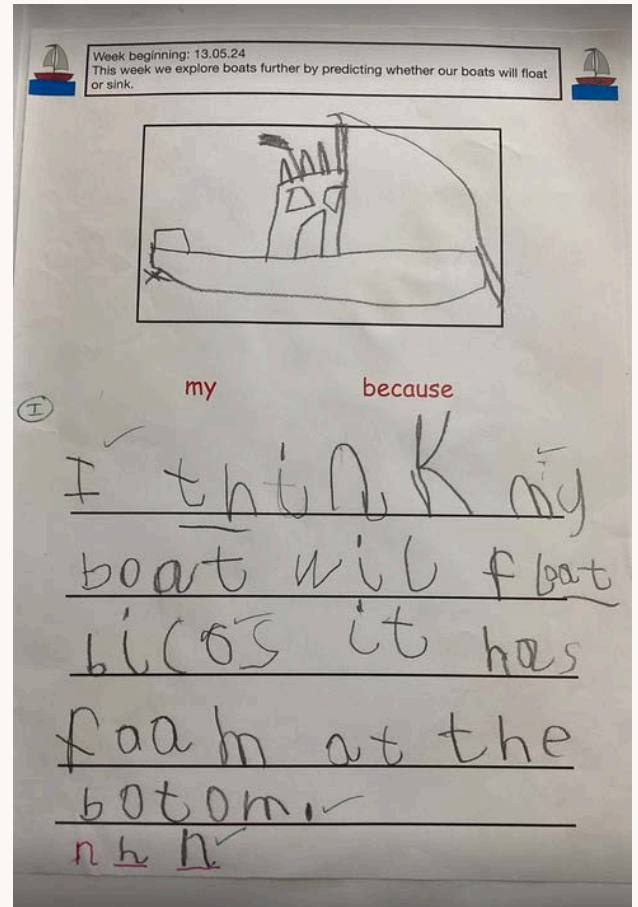 Week beginning: 13.05.24
This week we explore boats further by predicting whether our boats will float
or sink.
my because
I
I thinK my
boat wil float
bicos it has
faam at the
botom.
n h n